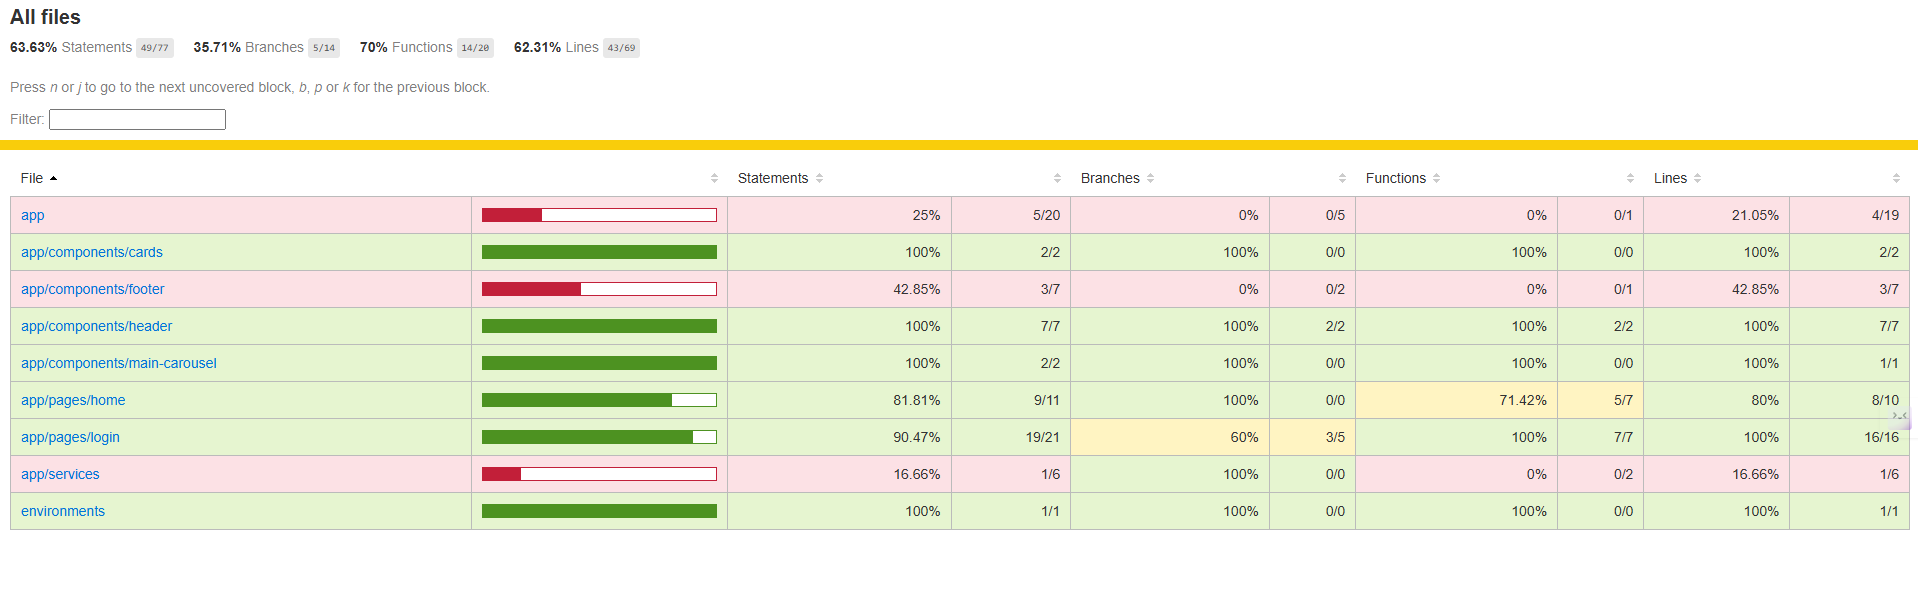 All files
63.63% Statements 49/77 35.71% Branches 5/14 70% Functions 14/20 62.31% Lines 43/69
Press n or j to go to the next uncovered block, b, p or k for the previous block.
Filter:
File Statements Branches Functions Lines
app 25% 5/20 0% 0/5 0% 0/1 21.05% 4/19
app/components/cards 100% 2/2 100% 0/0 100% 0/0 100% 2/2
app/components/footer 42.85% 3/7 0% 0/2 0% 0/1 42.85% 3/7
app/components/header 100% 7/7 100% 2/2 100% 2/2 100% 7/7
app/components/main-carousel 100% 2/2 100% 0/0 100% 0/0 100% 1/1
app/pages/home 81.81% 9/11 100% 0/0 71.42% 5/7 80% 8/10
app/pages/login 90.47% 19/21 60% 3/5 100% 7/7 100% 16/16
app/services 16.66% 1/6 100% 0/0 0% 0/2 16.66% 1/6
environments 100% 1/1 100% 0/0 100% 0/0 100% 1/1